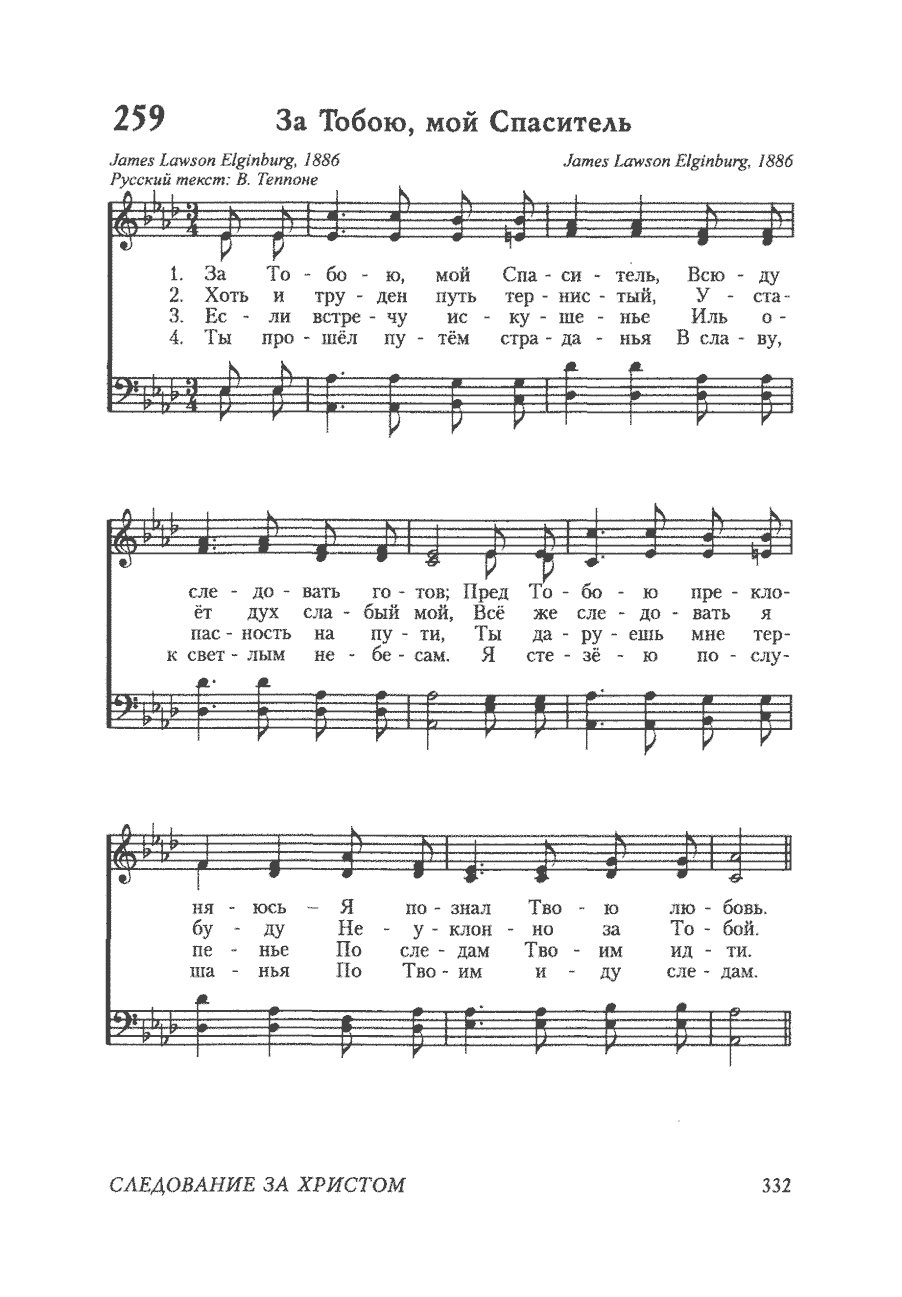 259 За Тобою, мой Спаситель
James Lawson Elginburg, 1886 James Lawson Elginburg, 1886
Русский текст: В. Теппоне
1. За То - бо - ю, мой Спа - си - тель, Всю - ду
2. Хоть и тру - ден путь тер - нис - тый, У - ста-
3. Ес - ли встре - чу ис - ку - ше - нье Иль о -
4. Ты про - шёл пу - тём стра - да - нья В сла - ву,
сле - до - вать го - тов; Пред То - бо - ю пре - кло-
ёт дух сла - бый мой, Всё же сле - до - вать я
пас - ность на пу - ти, Ты да - ру - ешь мне тер-
к свет - лым не - бе - сам. Я сте - зё - ю по - слу-
ня - юсь – Я по - знал Тво - ю лю - бовь.
бу - ду Не - у - клон - но за То - бой.
пе - нье По сле - дам Тво - им ид - ти.
ша - нья По Тво - им и - ду сле - дам.
СЛЕДОВАНИЕ ЗА ХРИСТОМ 332